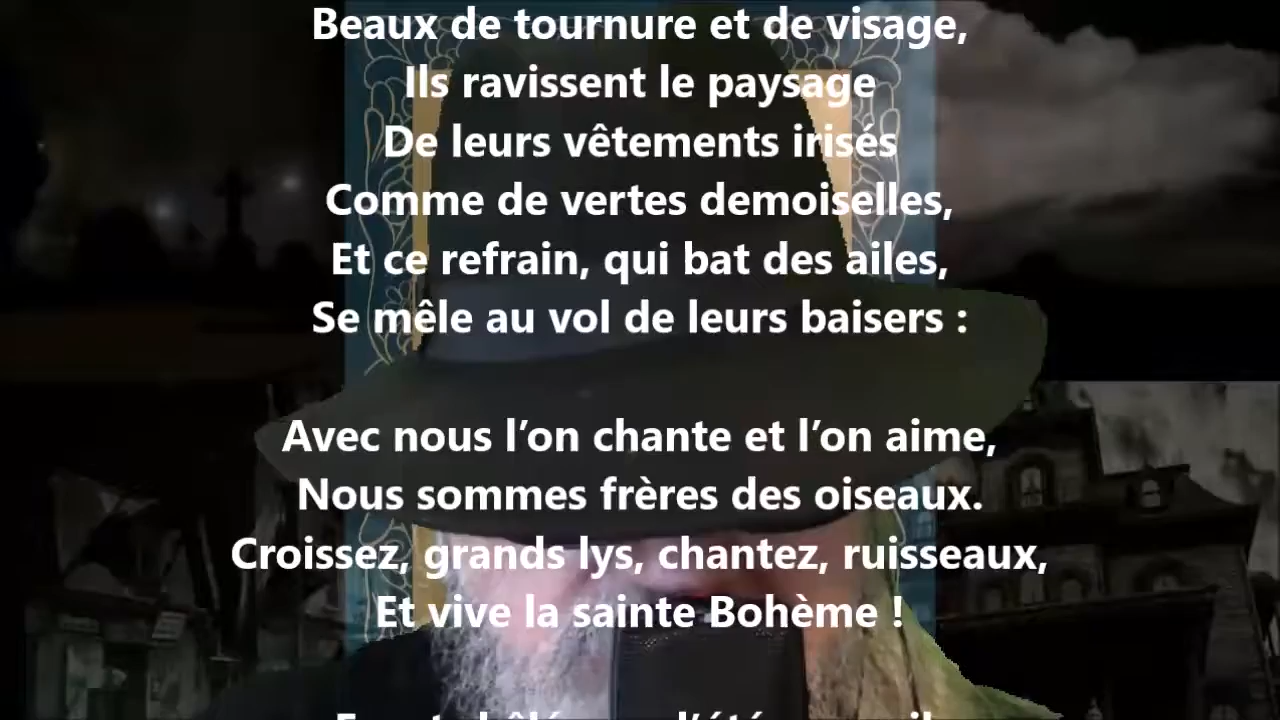 Beaux de tournure et de visage,
Ils ravissent le paysage
De leurs vêtements irisés
Comme de vertes demoiselles,
Et ce refrain, qui bat des ailes,
Se mêle au vol de leurs baisers :
Avec nous l’on chante et l’on aime,
Nous sommes frères des oiseaux.
Croissez, grands lys, chantez, ruisseaux,
Et vive la sainte Bohème !